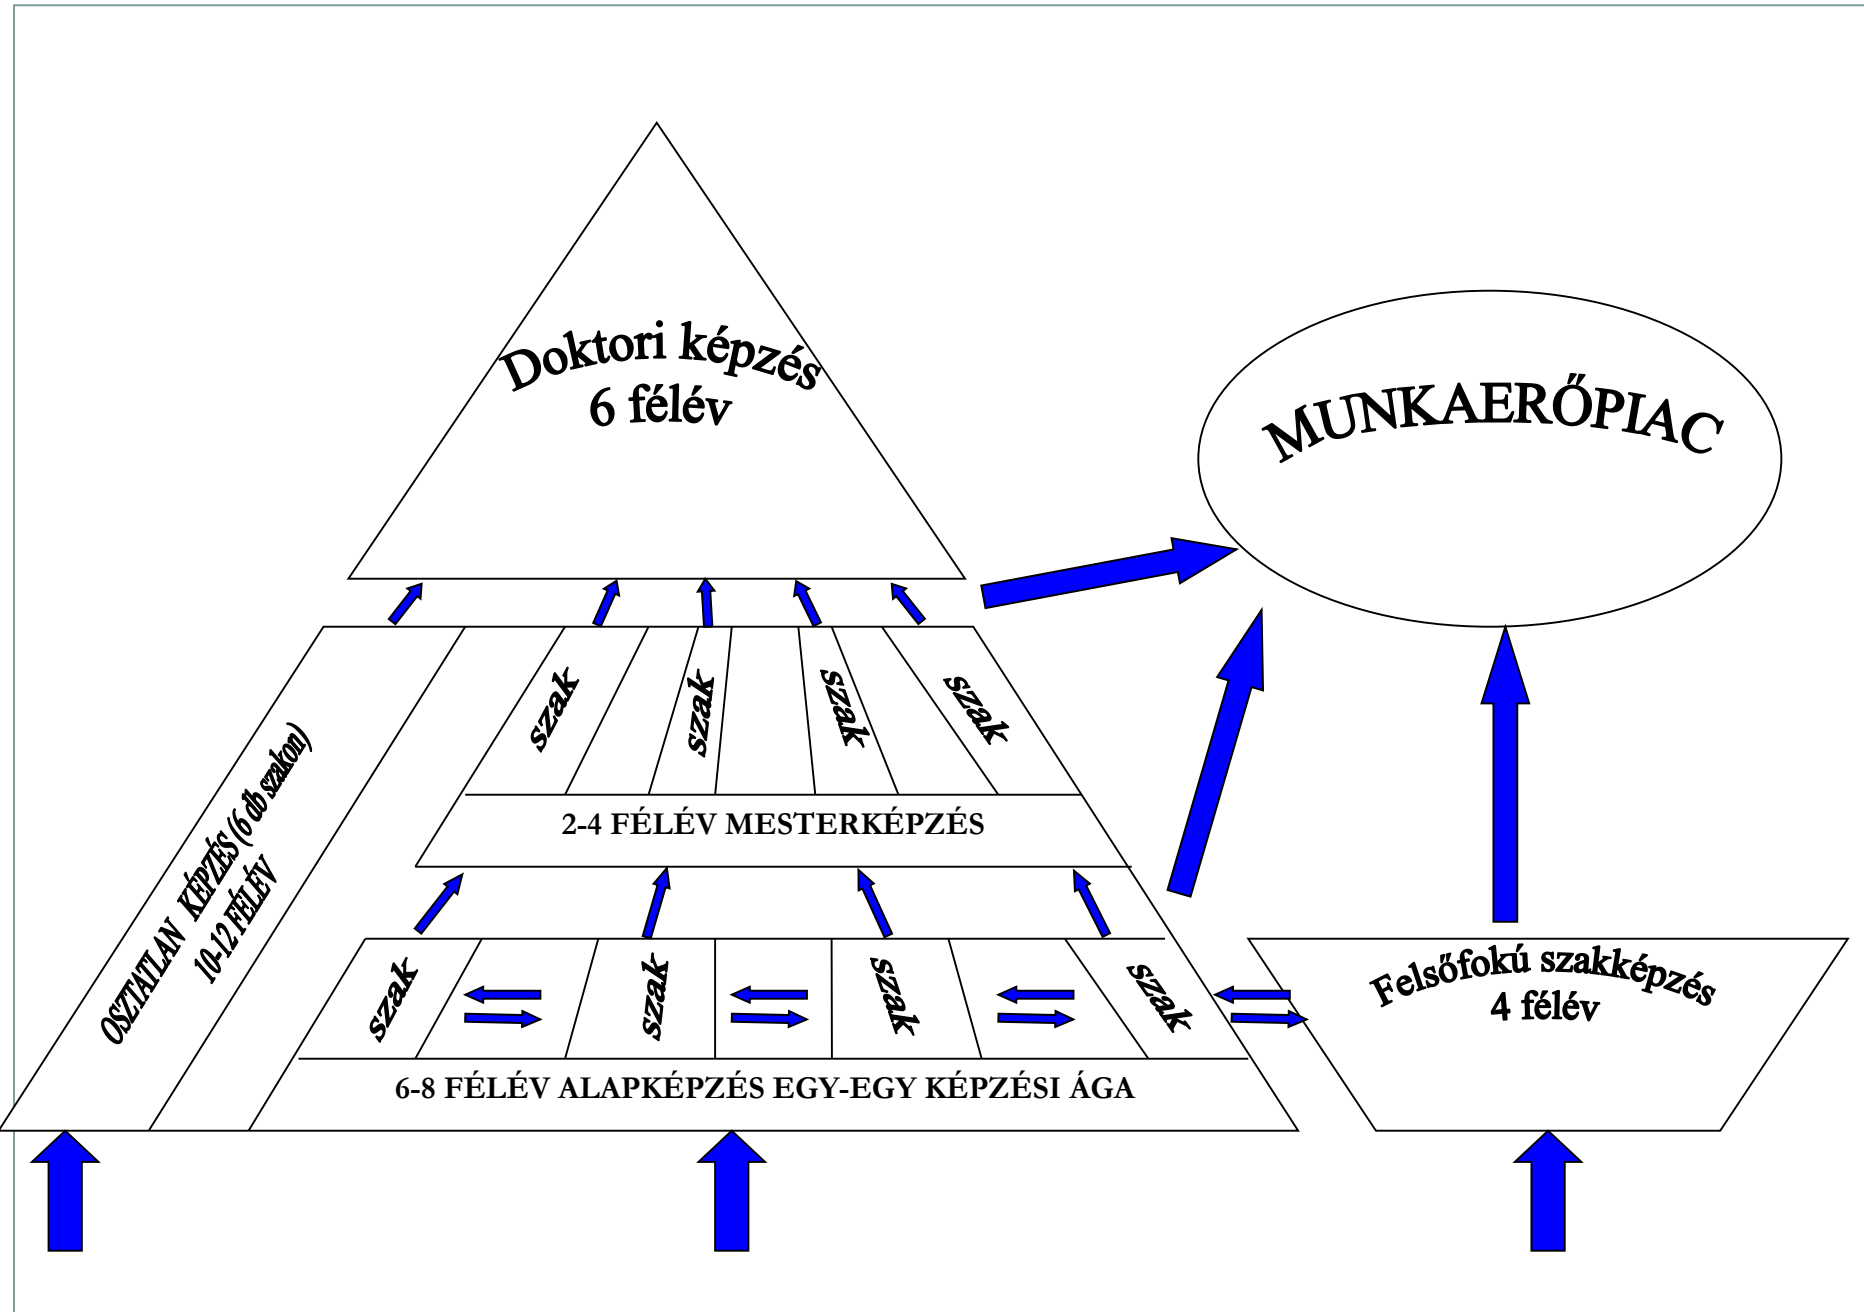 Doktori képzés
6 félév
MUNKAERŐPIAC
szak
szak
szak
szak
OSZTATLAN KÉPZÉS (6 db szakon)
10-12 FÉLÉV
2-4 FÉLÉV MESTERKÉPZÉS
szak
szak
szak
szak
Felsőfokú szakképzés
4 félév
6-8 FÉLÉV ALAPKÉPZÉS EGY-EGY KÉPZÉSI ÁGA